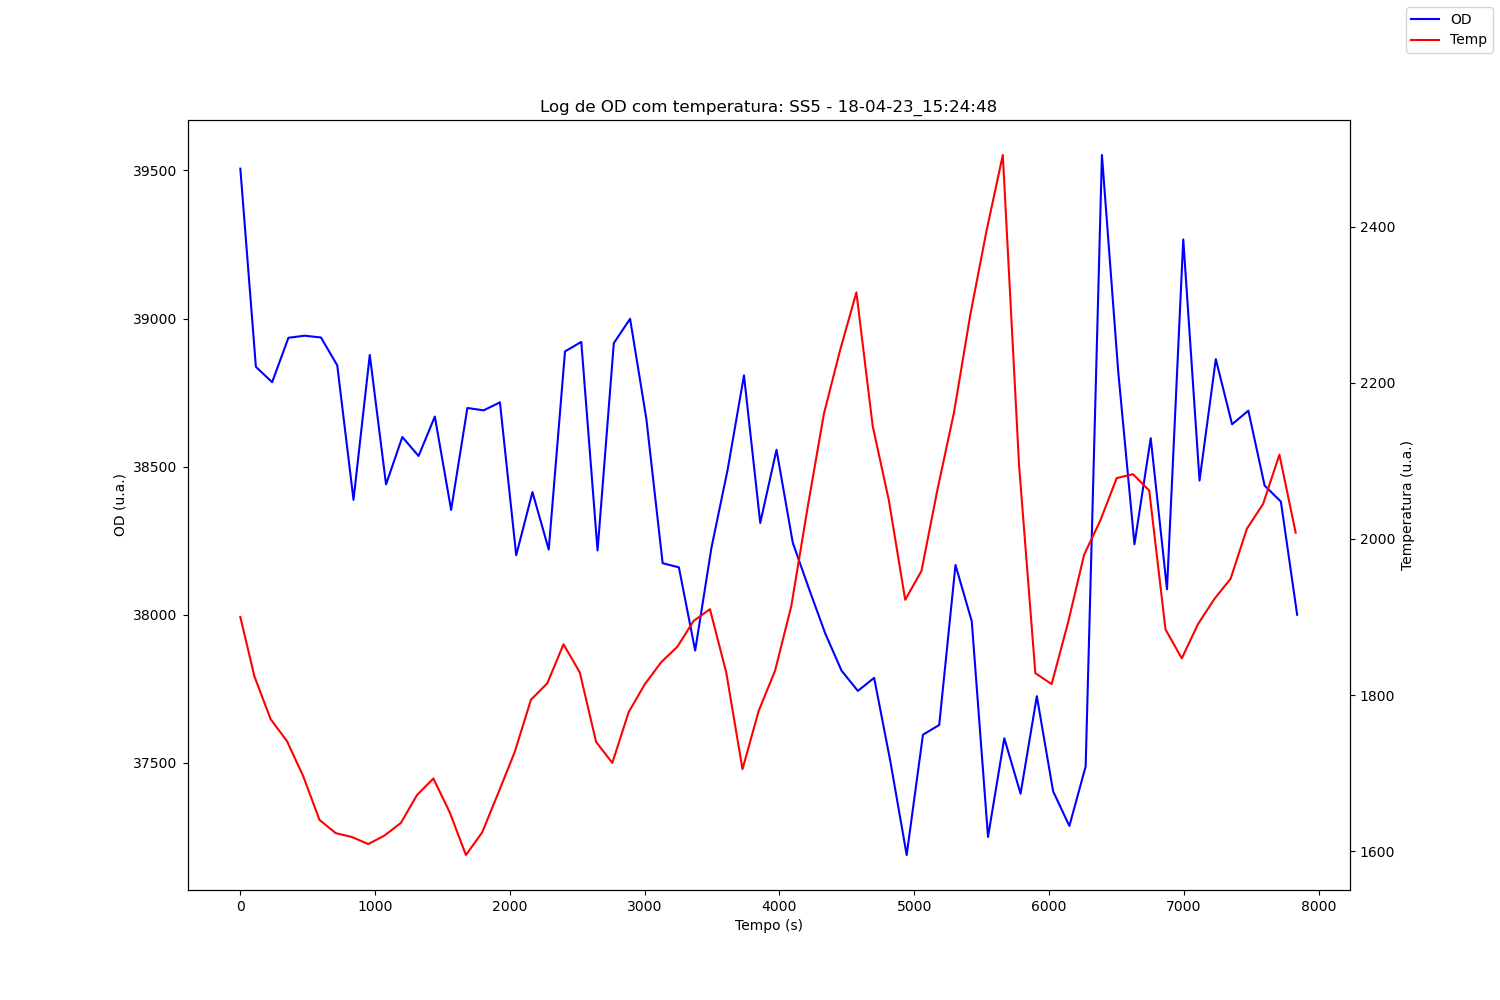 OD
Temp
Log de OD com temperatura: SS5 - 18-04-23_15:24:48
39500
39000
38500
38000
37500
OD (u.a.)
2400
2200
2000
1800
1600
Temperatura (u.a.)
0 1000 2000 3000 4000 5000 6000 7000 8000
Tempo (s)